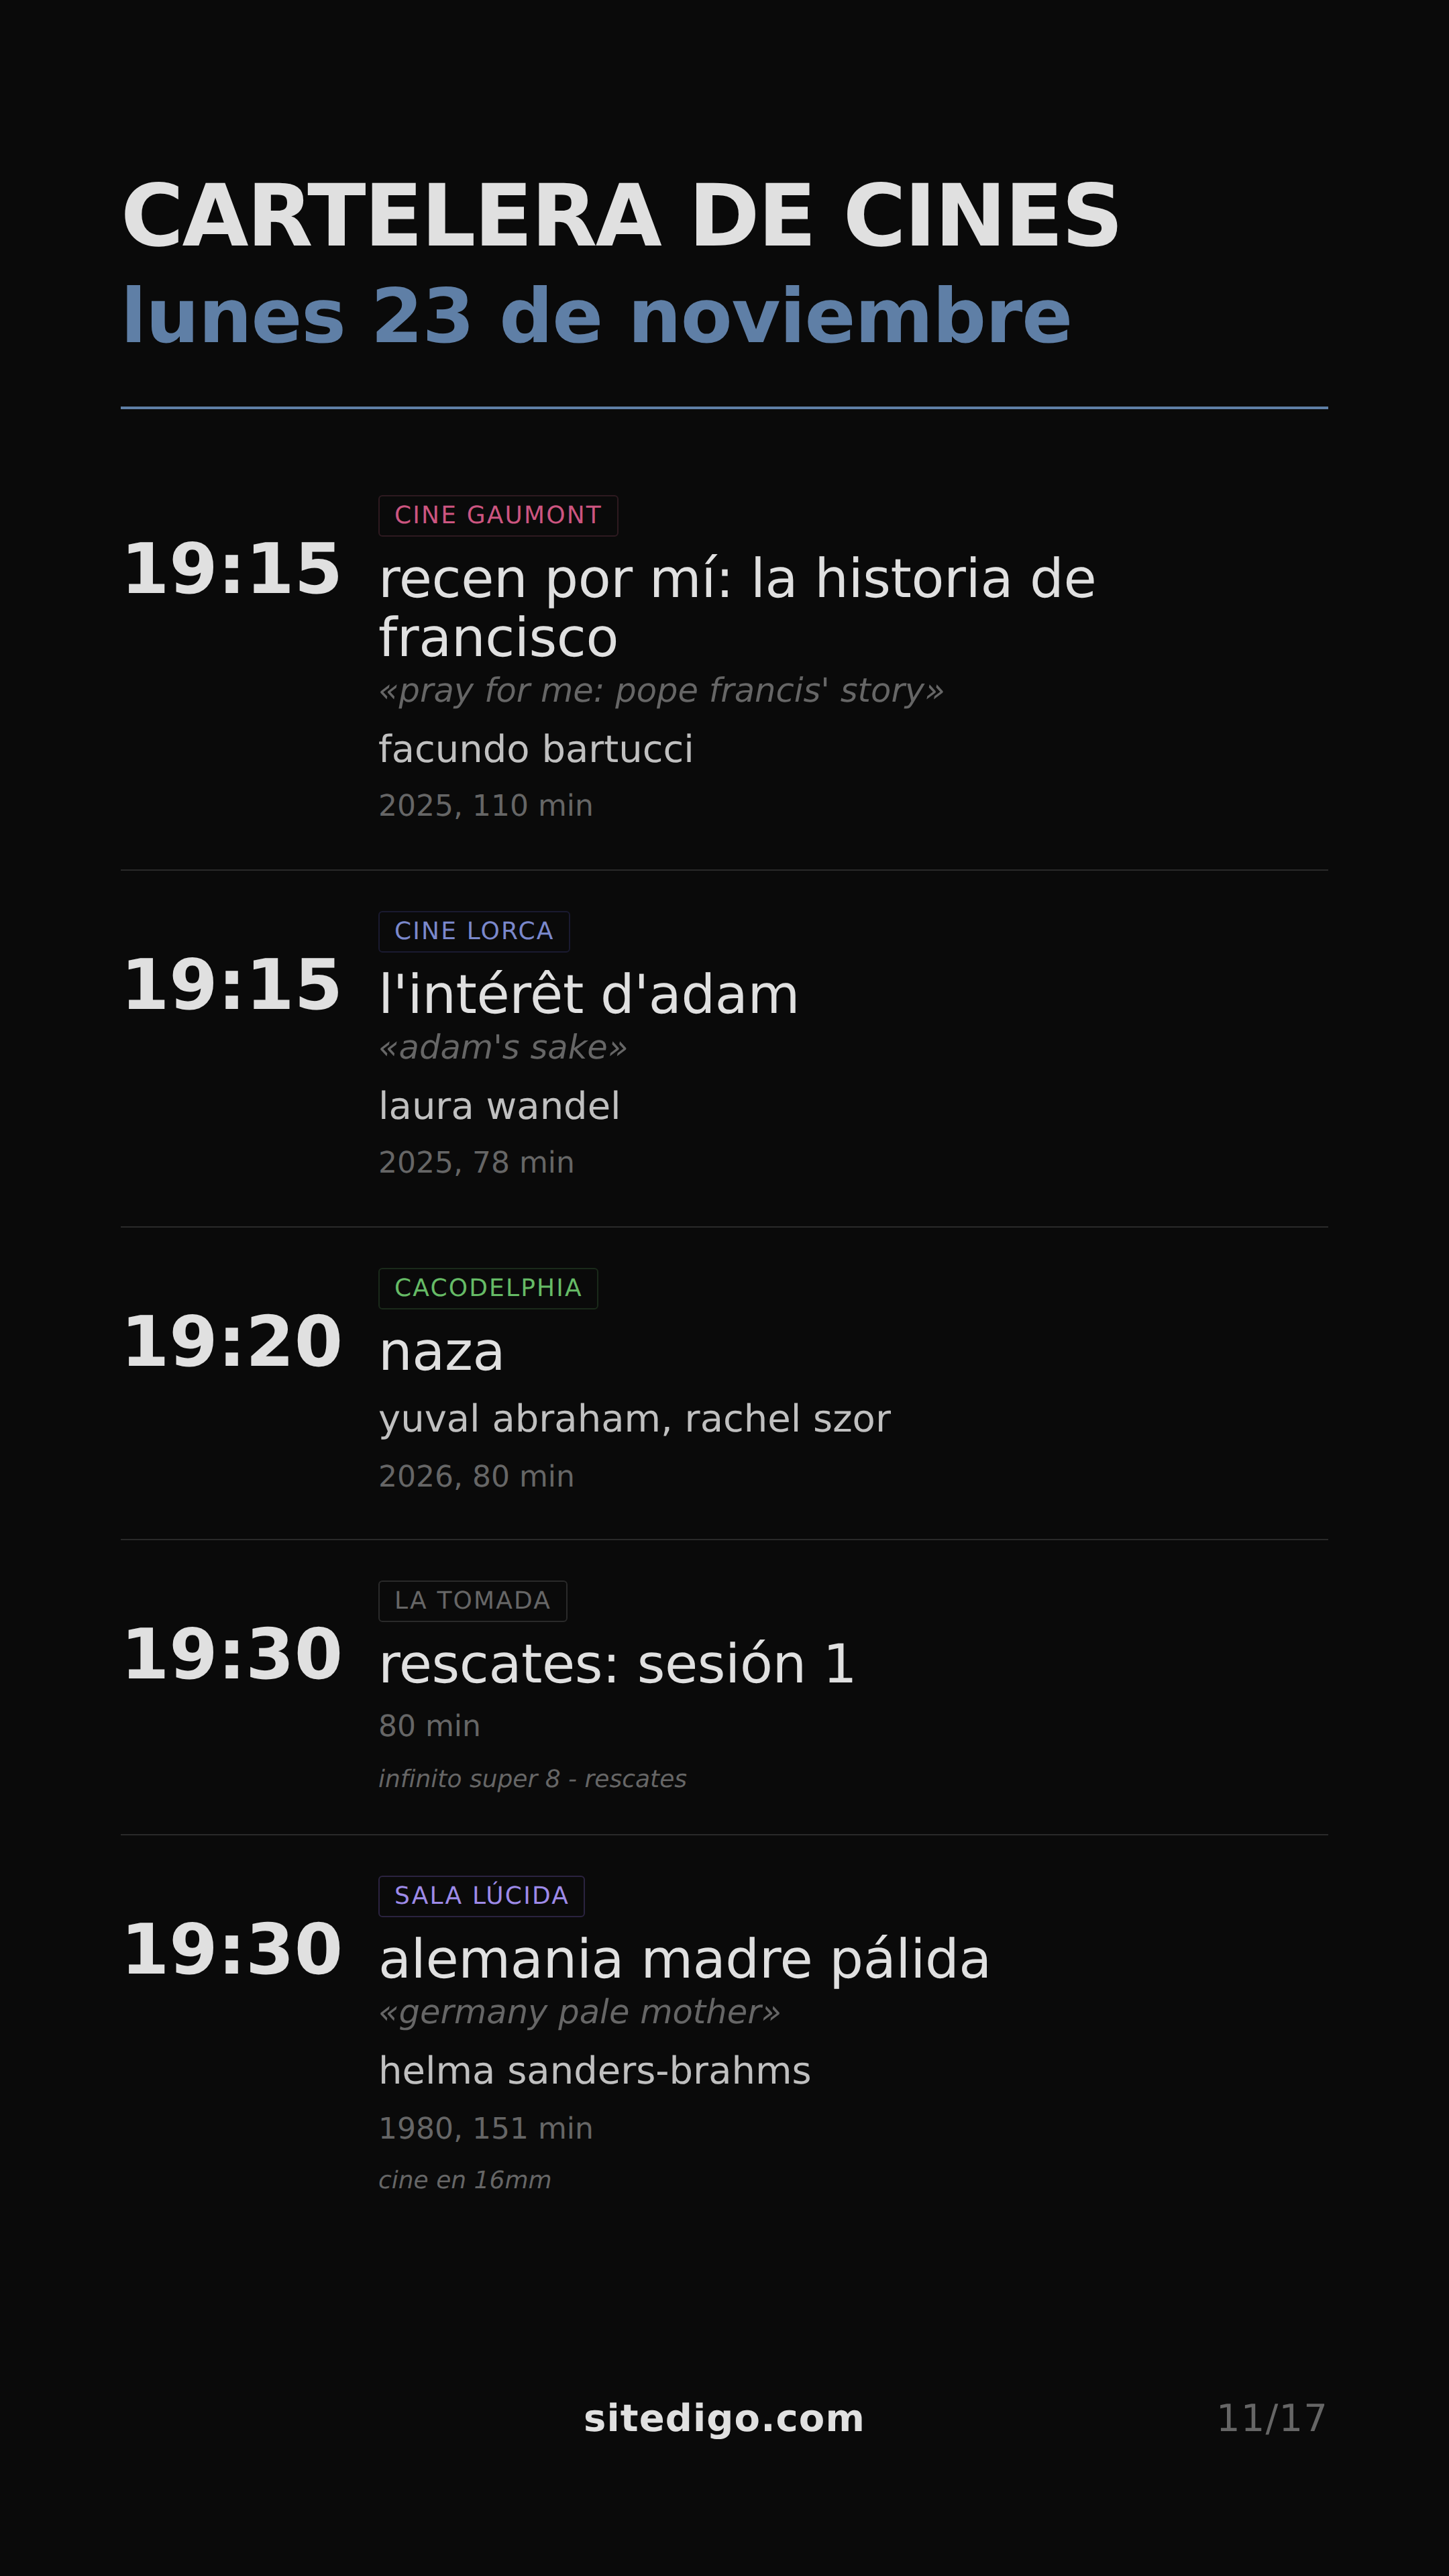 CARTELERA DE CINES
lunes 23 de noviembre
CINE GAUMONT
19:15
recen por mí: la historia de
francisco
«pray for me: pope francis' story»
facundo bartucci
2025, 110 min
CINE LORCA
19:15
l'intérêt d'adam
«adam's sake»
laura wandel
2025, 78 min
CACODELPHIA
19:20
naza
yuval abraham, rachel szor
2026, 80 min
LA TOMADA
19:30
rescates: sesión 1
80 min
infinito super 8 - rescates
SALA LÚCIDA
19:30
alemania madre pálida
«germany pale mother»
helma sanders-brahms
1980, 151 min
cine en 16mm
sitedigo.com
11/17